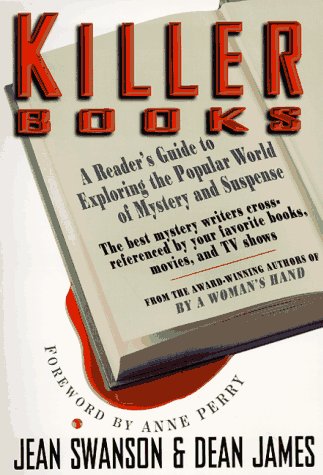 KILLER
BOOKS
A Reader's Guide to
Exploring the Popular World
of Mystery and Suspense
The best mystery writers cross-
referenced by your favorite books,
movies, and TV shows
FROM THE AWARD-WINNING AUTHORS OF
BY A WOMAN'S HAND
FOREWORD BY ANNE PERRY
JEAN SWANSON & DEAN JAMES